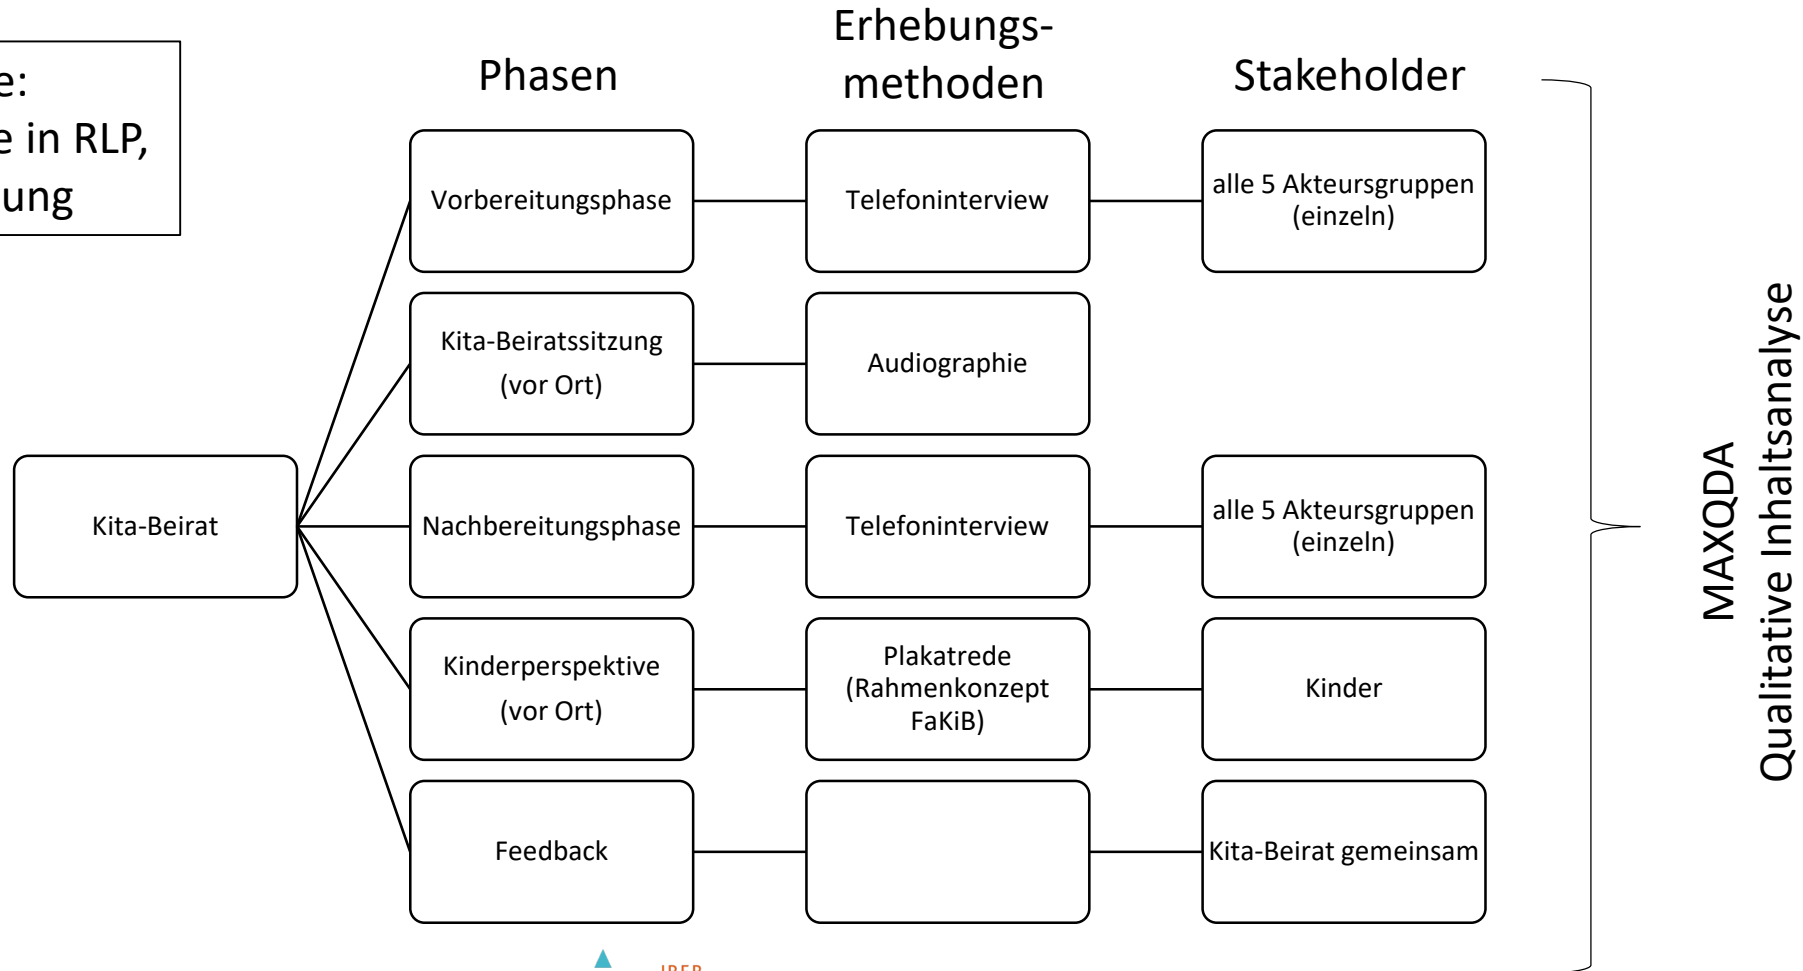 e:
e in RLP,
ung
Phasen
Erhebungs-
methoden
Stakeholder
Vorbereitungsphase
Telefoninterview
alle 5 Akteursgruppen
(einzeln)
Kita-Beiratssitzung
(vor Ort)
Audiographie
Kita-Beirat
Nachbereitungsphase
Telefoninterview
alle 5 Akteursgruppen
(einzeln)
Kinderperspektive
(vor Ort)
Plakatrede
(Rahmenkonzept
FaKiB)
Kinder
Feedback
Kita-Beirat gemeinsam
MAXQDA
Qualitative Inhaltsanalyse